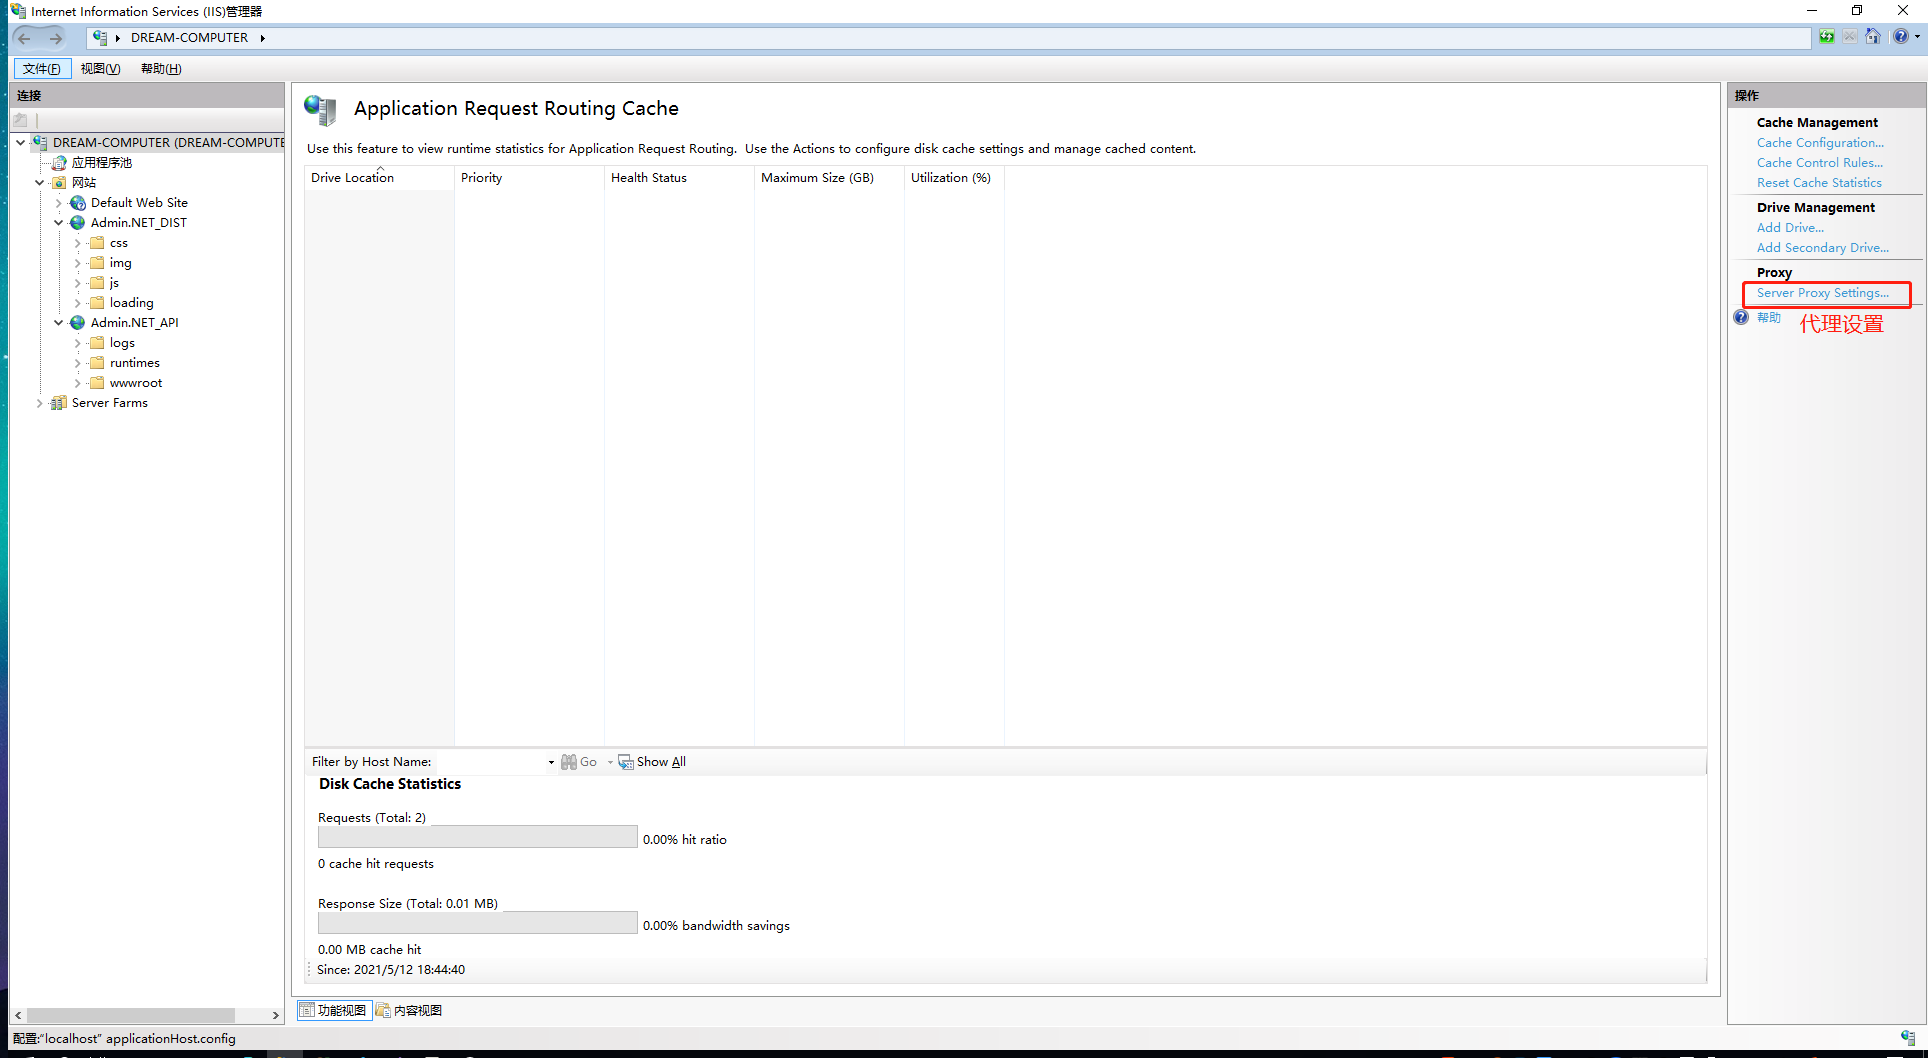 Internet Information Services (IIS)管理器
DREAM-COMPUTER
文件(F) 视图(V) 帮助(H)
连接
DREAM-COMPUTER (DREAM-COMPUTE
应用程序池
网站
Default Web Site
Admin.NET_DIST
css
img
js
loading
Admin.NET_API
logs
runtimes
wwwroot
Server Farms
Application Request Routing Cache
Use this feature to view runtime statistics for Application Request Routing. Use the Actions to configure disk cache settings and manage cached content.
Drive Location Priority Health Status Maximum Size (GB) Utilization (%)
Filter by Host Name: Go Show All
Disk Cache Statistics
Requests (Total: 2)
0.00% hit ratio
0 cache hit requests
Response Size (Total: 0.01 MB)
0.00% bandwidth savings
0.00 MB cache hit
Since: 2021/5/12 18:44:40
功能视图 内容视图
操作
Cache Management
Cache Configuration...
Cache Control Rules...
Reset Cache Statistics
Drive Management
Add Drive...
Add Secondary Drive...
Proxy
Server Proxy Settings...
帮助
代理设置
配置:“localhost” applicationHost.config